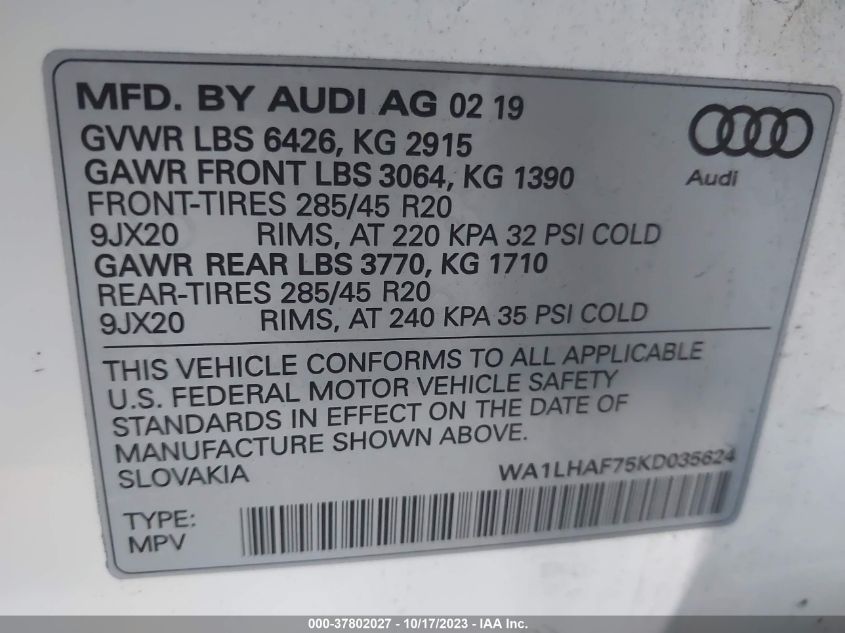 MFD. BY AUDI AG 02 19
GVWR LBS 6426, KG 2915
GAWR FRONT LBS 3064, KG 1390
Audi
FRONT-TIRES 285/45 R20
9JX20 RIMS, AT 220 KPA 32 PSI COLD
GAWR REAR LBS 3770, KG 1710
REAR-TIRES 285/45 R20
9JX20 RIMS, AT 240 KPA 35 PSI COLD
THIS VEHICLE CONFORMS TO ALL APPLICABLE
U.S. FEDERAL MOTOR VEHICLE SAFETY
STANDARDS IN EFFECT ON THE DATE OF
MANUFACTURE SHOWN ABOVE.
SLOVAKIA WA1LHAF75KD035624
TYPE:
MPV
000-37802027 - 10/17/2023 - IAA Inc.